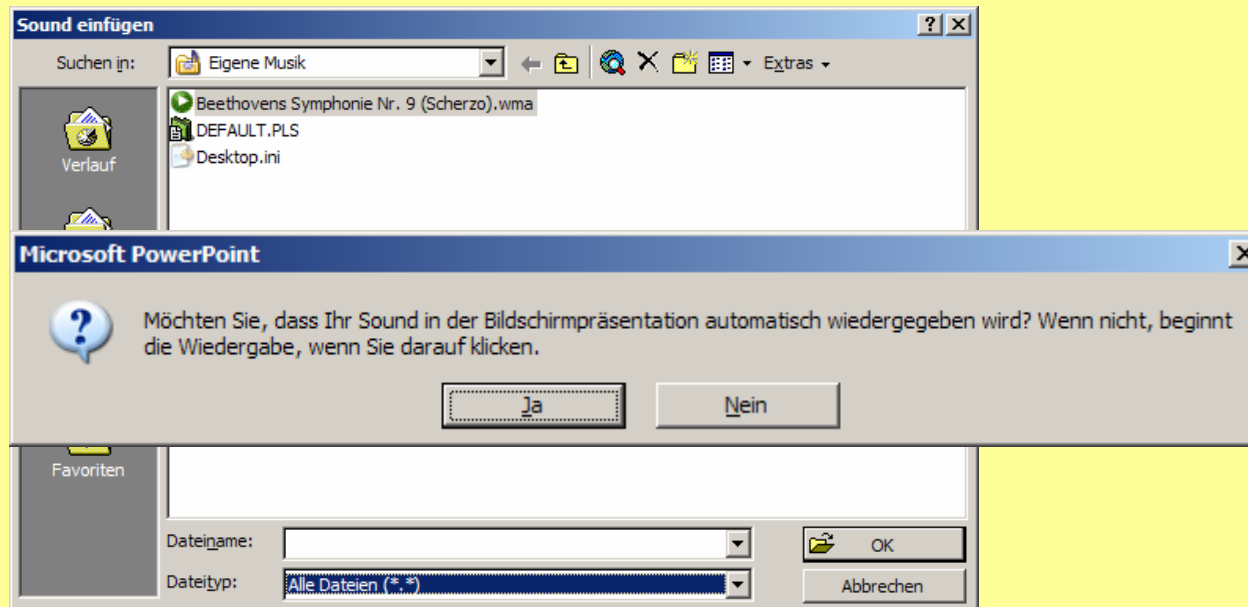 Sound einfügen
Suchen in: Eigene Musik Extras
Beethovens Symphonie Nr. 9 (Scherzo).wma
DEFAULT.PLS
Verlauf Desktop.ini
Microsoft PowerPoint
Möchten Sie, dass Ihr Sound in der Bildschirmpräsentation automatisch wiedergegeben wird? Wenn nicht, beginnt
die Wiedergabe, wenn Sie darauf klicken.
Ja Nein
Favoriten
Dateiname: OK
Dateityp: Alle Dateien (*.*) Abbrechen